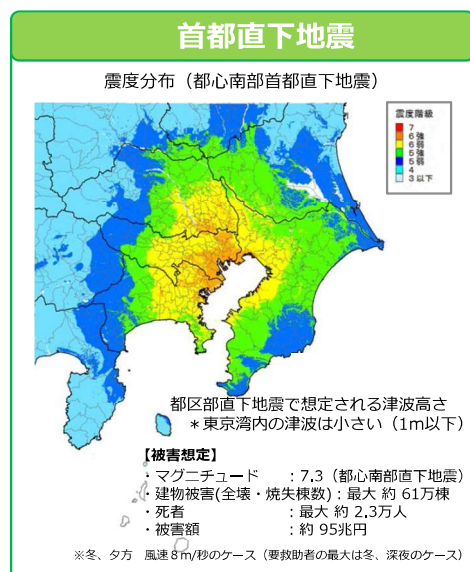 首都直下地震
震度分布（都心南部首都直下地震）
震度階級
7
6強
6弱
5強
5弱
4
3以下
都区部直下地震で想定される津波高さ
＊東京湾内の津波は小さい（1m以下）
【被害想定】
・マグニチュード　：7.3（都心南部直下地震）
・建物被害(全壊・焼失棟数)：最大 約 61万棟
・死者　：最大 約 2.3万人
・被害額　：約 95兆円
※冬、夕方　風速８m/秒のケース（要救助者の最大は冬、深夜のケース）